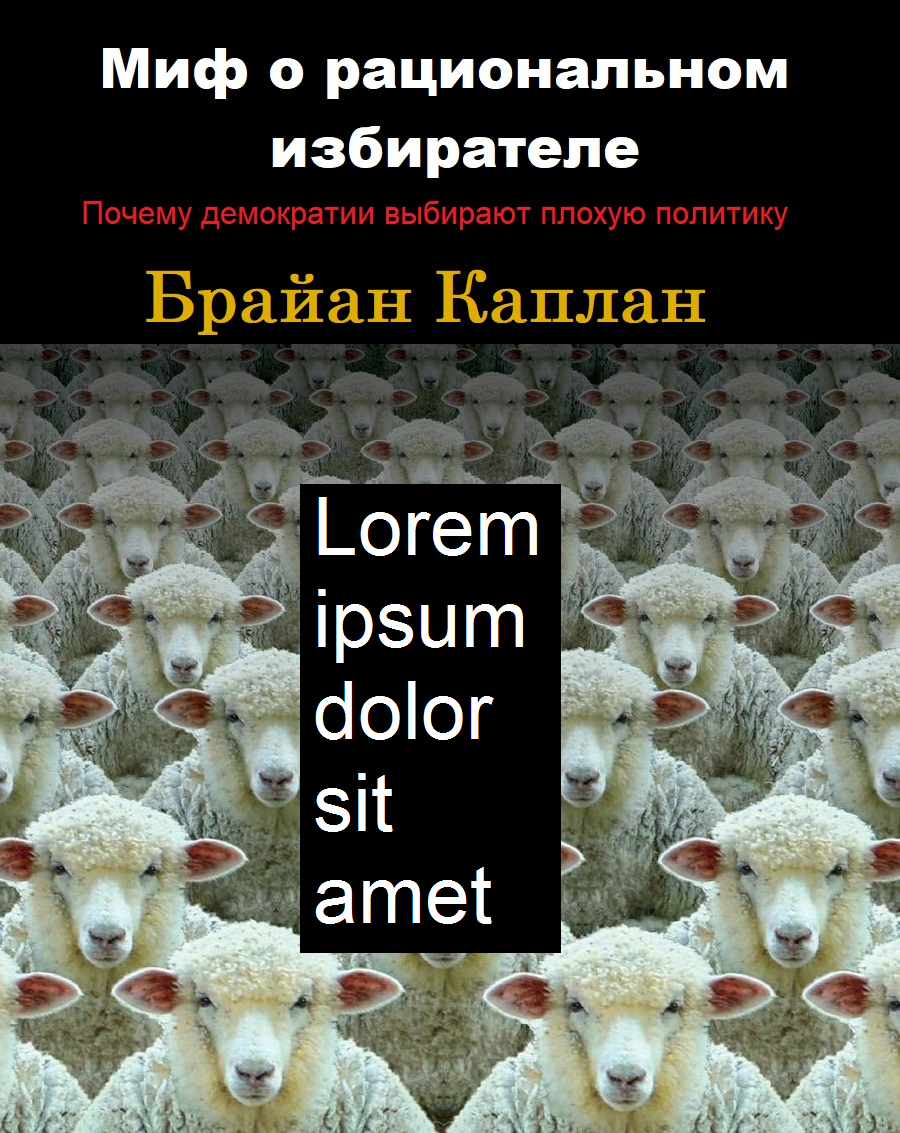 Миф о рациональном
избирателе
Почему демократии выбирают плохую политику
Брайан Каплан
Lorem
ipsum
dolor
sit
amet